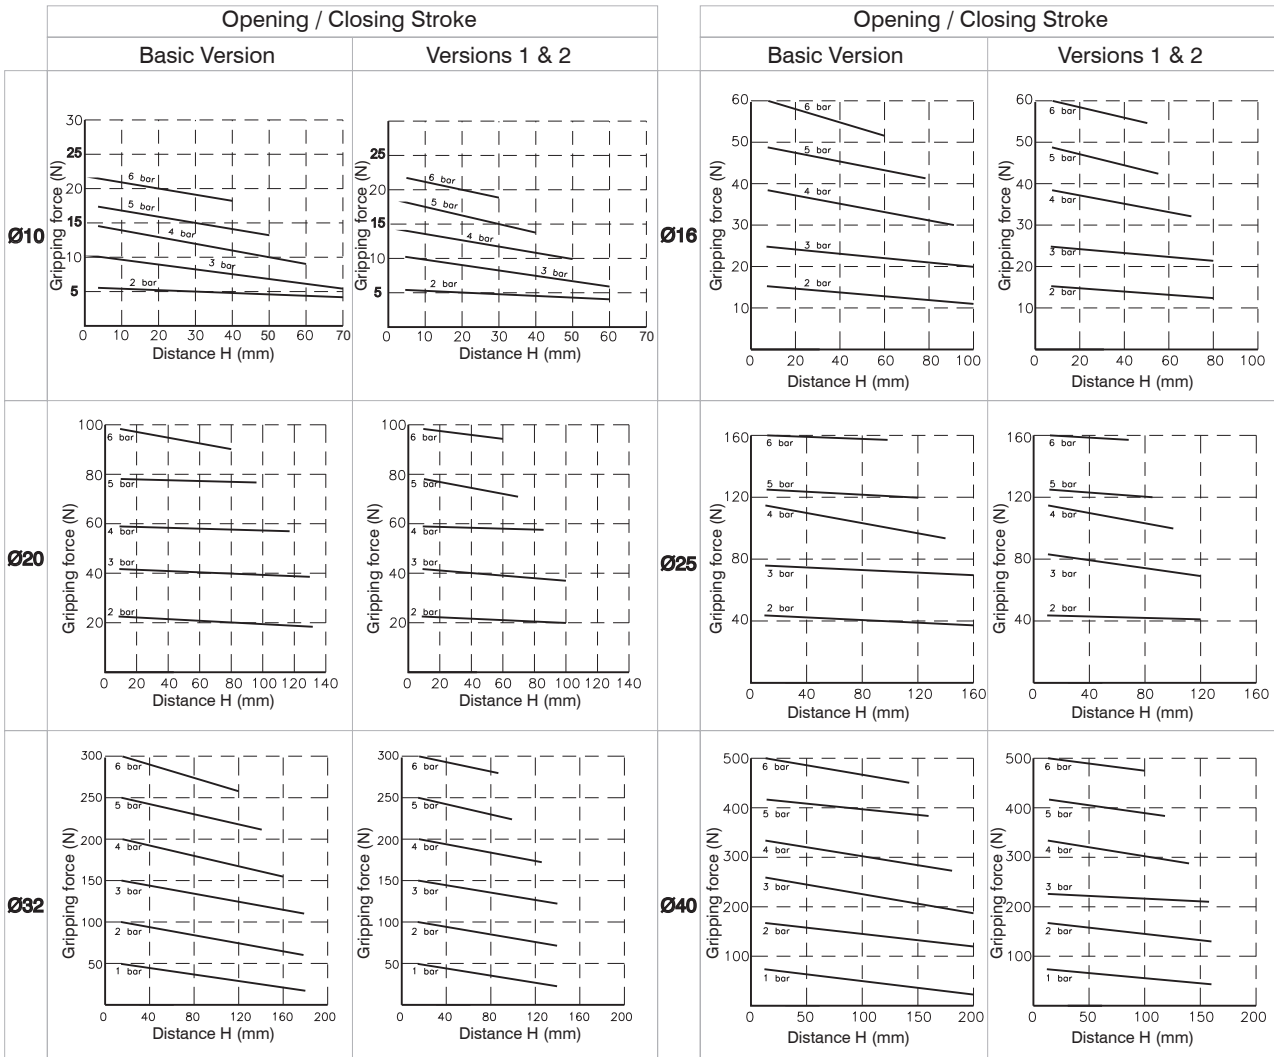 Opening / Closing Stroke
Opening / Closing Stroke
Basic Version
Versions 1 & 2
Basic Version
Versions 1 & 2
Ø10
Gripping force (N)
30
25
20
15
10
5
6 bar
5 bar
4 bar
3 bar
2 bar
0 10 20 30 40 50 60 70
Distance H (mm)
Gripping force (N)
25
20
15
10
5
6 bar
5 bar
4 bar
3 bar
2 bar
0 10 20 30 40 50 60 70
Distance H (mm)
Ø16
Gripping force (N)
60
50
40
30
20
10
6 bar
5 bar
4 bar
3 bar
2 bar
0 20 40 60 80 100
Distance H (mm)
Gripping force (N)
60
50
40
30
20
10
6 bar
5 bar
4 bar
3 bar
2 bar
0 20 40 60 80 100
Distance H (mm)
Ø20
Gripping force (N)
100
80
60
40
20
6 bar
5 bar
4 bar
3 bar
2 bar
0 20 40 60 80 100 120 140
Distance H (mm)
Gripping force (N)
100
80
60
40
20
6 bar
5 bar
4 bar
3 bar
2 bar
0 20 40 60 80 100 120 140
Distance H (mm)
Ø25
Gripping force (N)
160
120
80
40
6 bar
5 bar
4 bar
3 bar
2 bar
0 40 80 120 160
Distance H (mm)
Gripping force (N)
160
120
80
40
6 bar
5 bar
4 bar
3 bar
2 bar
0 40 80 120 160
Distance H (mm)
Ø32
Gripping force (N)
300
250
200
150
100
50
6 bar
5 bar
4 bar
3 bar
2 bar
1 bar
0 40 80 120 160 200
Distance H (mm)
Gripping force (N)
300
250
200
150
100
50
6 bar
5 bar
4 bar
3 bar
2 bar
1 bar
0 40 80 120 160 200
Distance H (mm)
Ø40
Gripping force (N)
500
400
300
200
100
6 bar
5 bar
4 bar
3 bar
2 bar
1 bar
0 50 100 150 200
Distance H (mm)
Gripping force (N)
500
400
300
200
100
6 bar
5 bar
4 bar
3 bar
2 bar
1 bar
0 50 100 150 200
Distance H (mm)